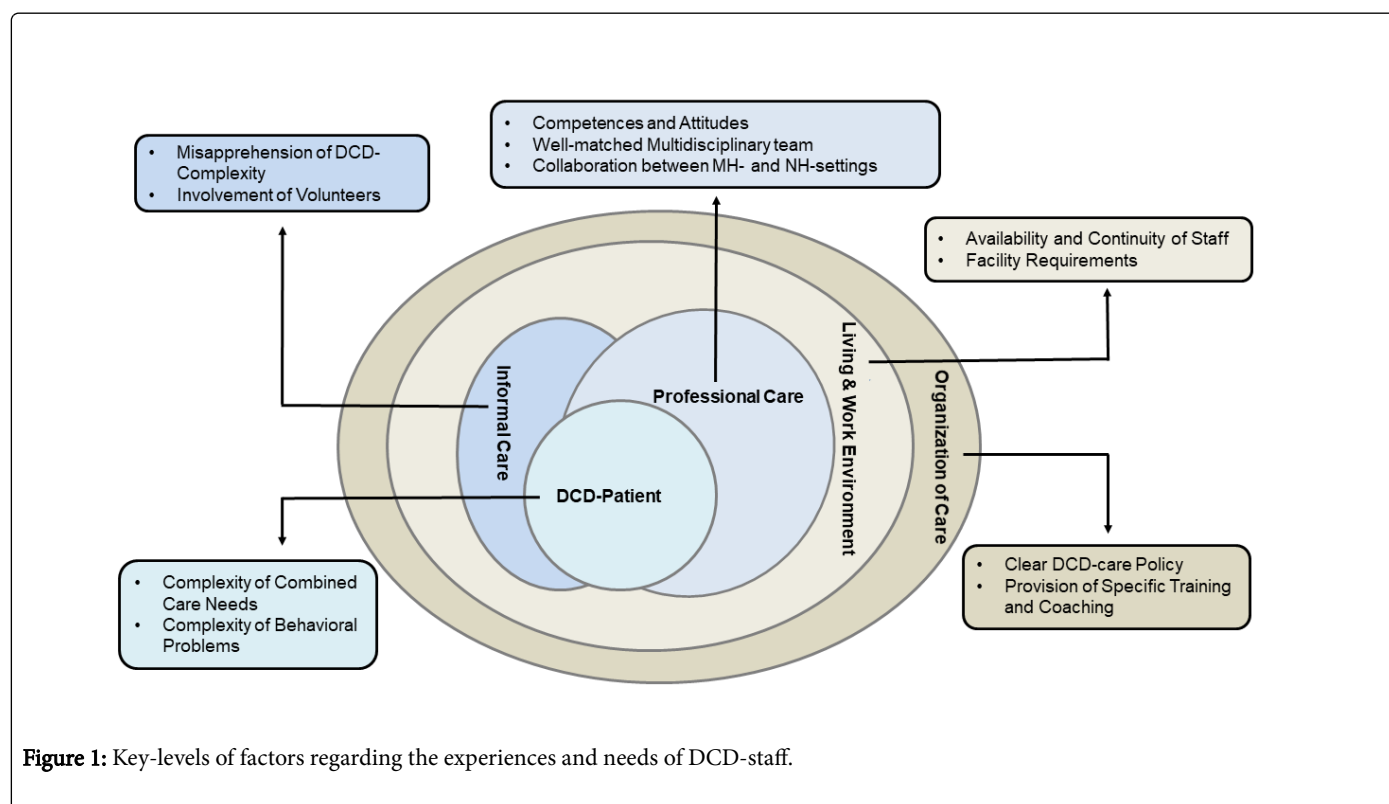 • Competences and Attitudes
• Well-matched Multidisciplinary team
• Collaboration between MH- and NH-settings
• Misapprehension of DCD-
Complexity
• Involvement of Volunteers
• Availability and Continuity of Staff
• Facility Requirements
Informal Care
Professional Care
Living & Work Environment
Organization of Care
DCD-Patient
• Complexity of Combined
Care Needs
• Complexity of Behavioral
Problems
• Clear DCD-care Policy
• Provision of Specific Training
and Coaching
Figure 1: Key-levels of factors regarding the experiences and needs of DCD-staff.